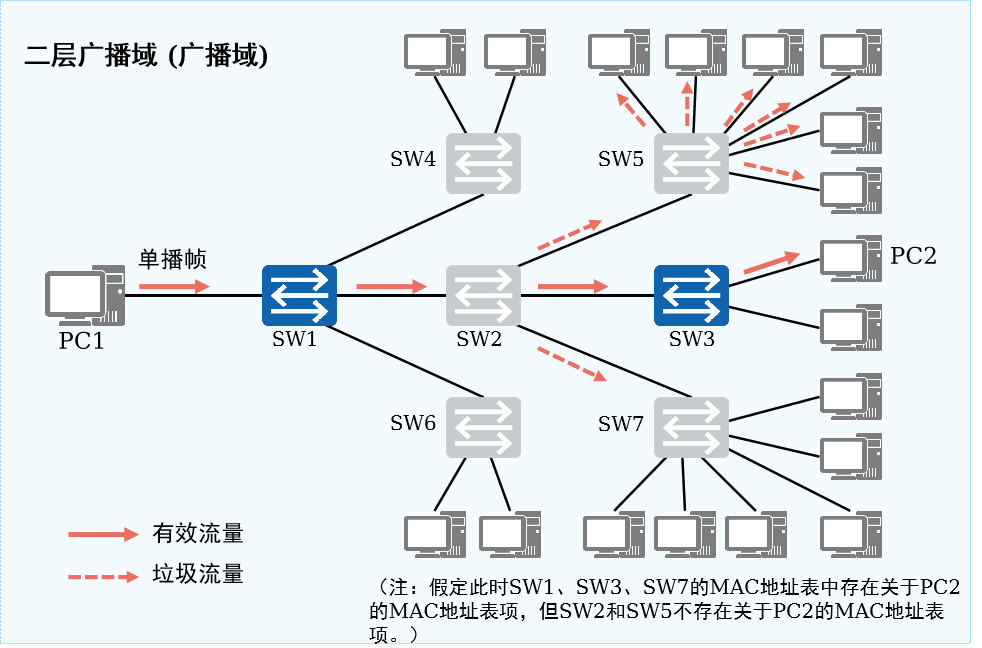 二层广播域 (广播域)
SW4
SW5
单播帧
PC2
PC1
SW1
SW2
SW3
SW6
SW7
有效流量
垃圾流量
（注：假定此时SW1、SW3、SW7的MAC地址表中存在关于PC2
的MAC地址表项，但SW2和SW5不存在关于PC2的MAC地址表
项。）